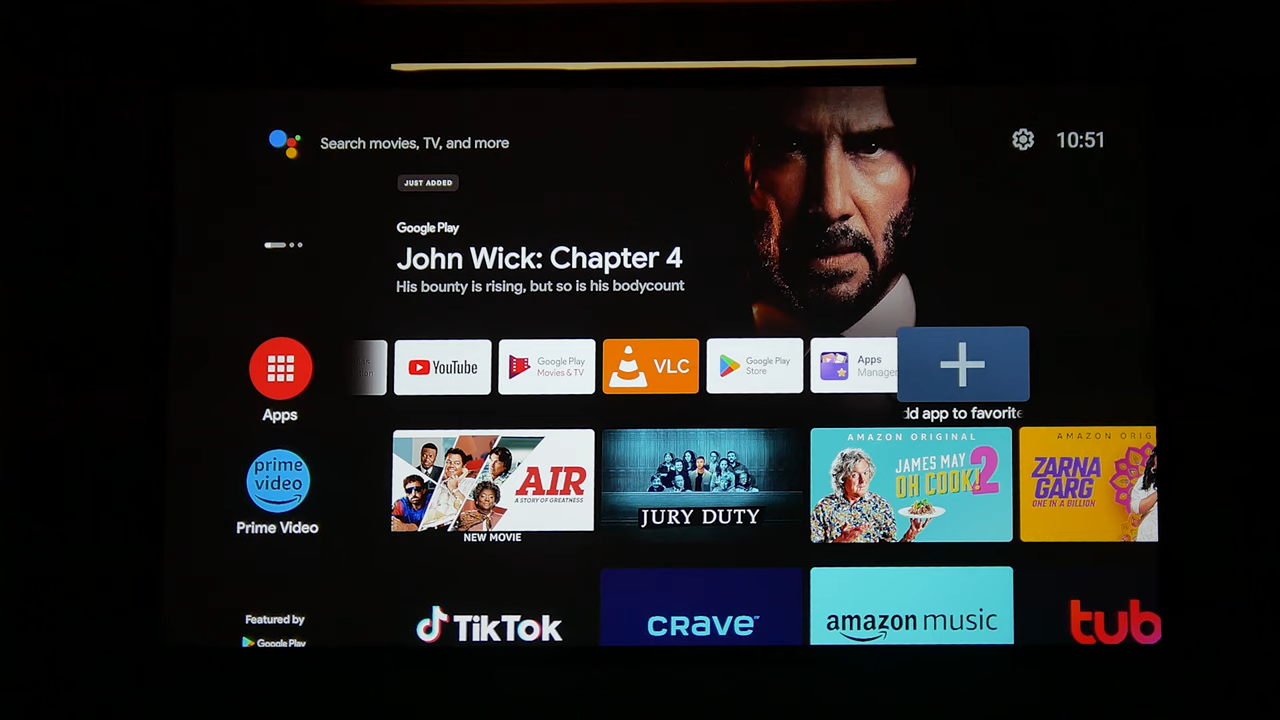 Search movies, TV, and more
10:51
JUST ADDED
Google Play
John Wick: Chapter 4
His bounty is rising, but so is his bodycount
YouTube
Google Play
Movies & TV
VLC
Google Play
Store
Apps
Manager
Apps
dd app to favorite
AIR
A STORY OF GREATNESS
NEW MOVIE
JURY DUTY
AMAZON ORIGINAL
JAMES MAY
OH COOK!
2
AMAZON ORIG
ZARNA
GARG
ONE IN A BILLION
prime
video
Prime Video
Featured by
Google Play
TikTok
crave
amazon music
tub